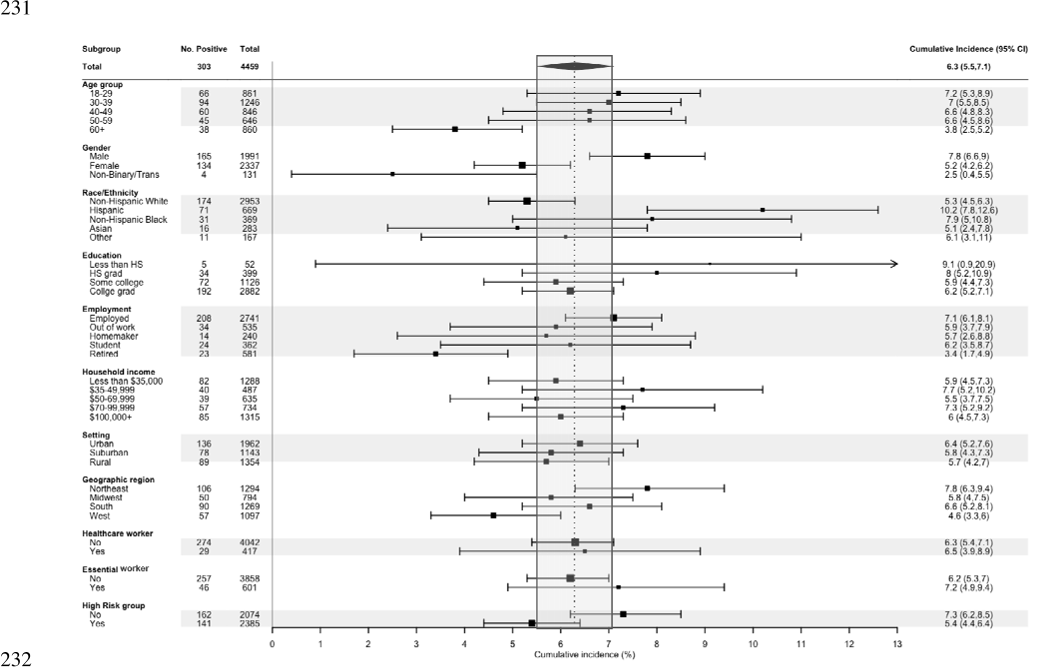 231
Subgroup No. Positive Total Cumulative Incidence (95% CI)
Total 303 4459 6.3 (5.5,7.1)
Age group
18-29 66 861 7.2 (5.3,8.9)
30-39 94 1246 7 (5.5,8.5)
40-49 60 846 6.6 (4.8,8.3)
50-59 45 646 6.6 (4.5,8.6)
60+ 38 860 3.8 (2.5,5.2)
Gender
Male 165 1991 7.8 (6.6,9)
Female 134 2337 5.2 (4.2,6.2)
Non-Binary/Trans 4 131 2.5 (0.4,5.5)
Race/Ethnicity
Non-Hispanic White 174 2953 5.3 (4.5,6.3)
Hispanic 71 669 10.2 (7.8,12.6)
Non-Hispanic Black 31 369 7.9 (5,10.8)
Asian 16 283 5.1 (2.4,7.8)
Other 11 167 6.1 (3.1,11)
Education
Less than HS 5 52 9.1 (0.9,20.9)
HS grad 34 399 8 (5.2,10.9)
Some college 72 1126 5.9 (4.4,7.3)
Collge grad 192 2882 6.2 (5.2,7.1)
Employment
Employed 208 2741 7.1 (6.1,8.1)
Out of work 34 535 5.9 (3.7,7.9)
Homemaker 14 240 5.7 (2.6,8.8)
Student 24 362 6.2 (3.5,8.7)
Retired 23 581 3.4 (1.7,4.9)
Household income
Less than $35,000 82 1288 5.9 (4.5,7.3)
$35-49,999 40 487 7.7 (5.2,10.2)
$50-69,999 39 635 5.5 (3.7,7.5)
$70-99,999 57 734 7.3 (5.2,9.2)
$100,000+ 85 1315 6 (4.5,7.3)
Setting
Urban 136 1962 6.4 (5.2,7.6)
Suburban 78 1143 5.8 (4.3,7.3)
Rural 89 1354 5.7 (4.2,7)
Geographic region
Northeast 106 1294 7.8 (6.3,9.4)
Midwest 50 794 5.8 (4,7.5)
South 90 1269 6.6 (5.2,8.1)
West 57 1097 4.6 (3.3,6)
Healthcare worker
No 274 4042 6.3 (5.4,7.1)
Yes 29 417 6.5 (3.9,8.9)
Essential worker
No 257 3858 6.2 (5.3,7)
Yes 46 601 7.2 (4.9,9.4)
High Risk group
No 162 2074 7.3 (6.2,8.5)
Yes 141 2385 5.4 (4.4,6.4)
0 1 2 3 4 5 6 7 8 9 10 11 12 13
Cumulative incidence (%)
232